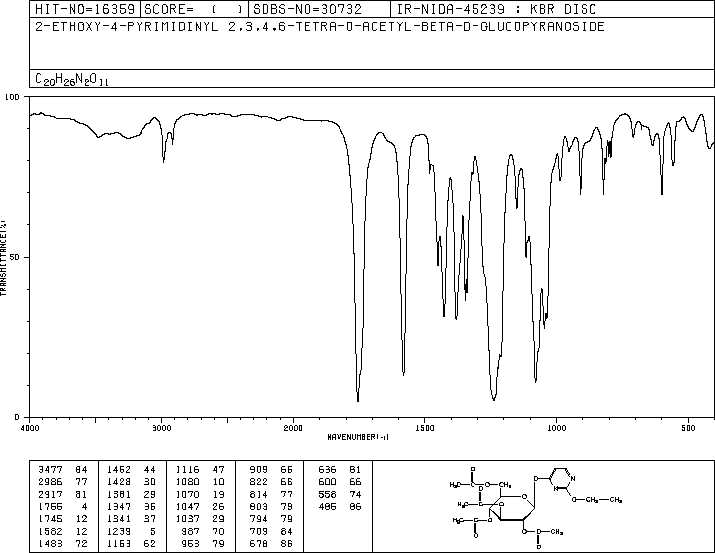 HIT-NO=16359 SCORE= ( ) SDBS-NO=30732 IR-NIDA-45239 : KBR DISC
2-ETHOXY-4-PYRIMIDINYL 2,3,4,6-TETRA-O-ACETYL-BETA-D-GLUCOPYRANOSIDE
C20H26N2O11
100
50
0
TRANSMITTANCE(%)
4000 3000 2000 1500 1000 500
WAVENUMBER(-1)
3477 84 1462 44 1116 47 909 66 636 81
2986 77 1428 30 1080 10 822 66 600 66
2917 81 1381 29 1070 19 814 77 558 74
1756 4 1347 36 1047 26 803 79 486 86
1745 12 1341 37 1037 29 794 79
1582 12 1239 5 987 70 709 84
1483 72 1153 62 953 79 678 86